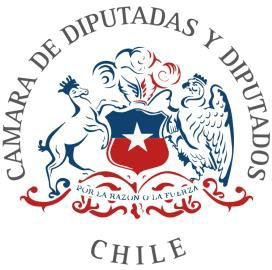 CAMARA DE DIPUTADAS Y DIPUTADOS
POR LA RAZON O LA FUERZA
CHILE